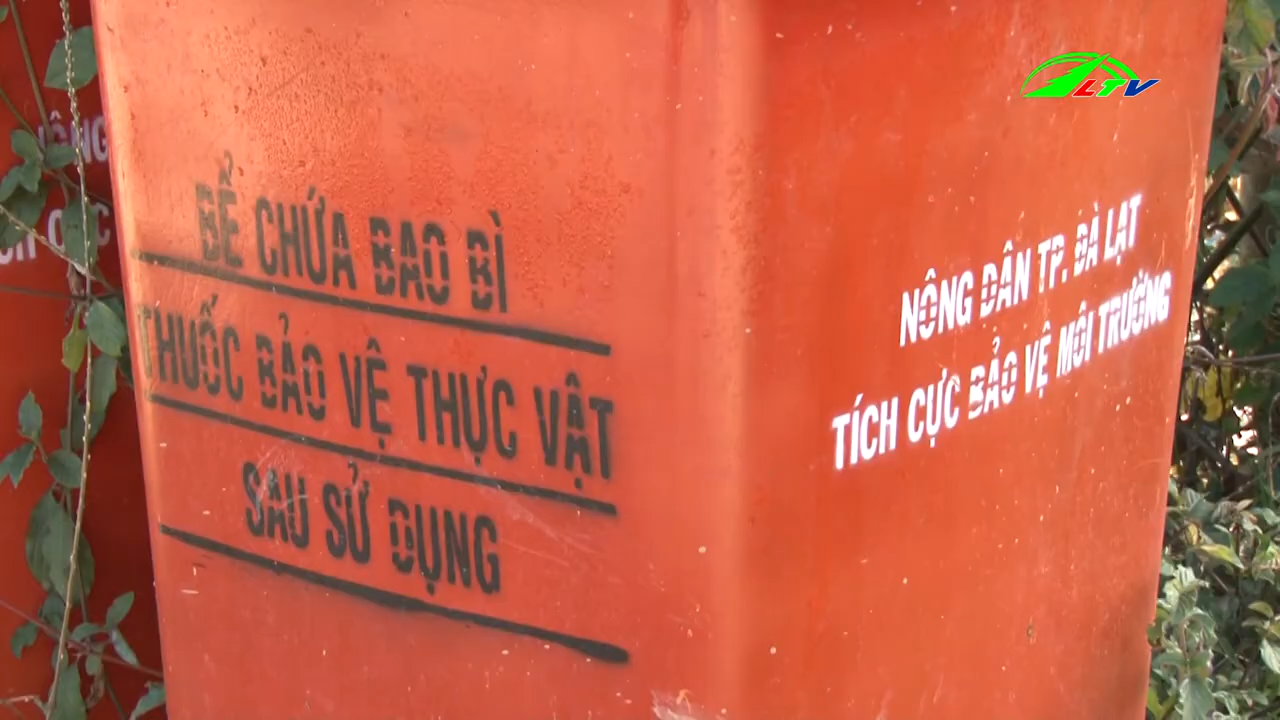 BỂ CHỨA BAO BÌ
THUỐC BẢO VỆ THỰC VẬT
SAU SỬ DỤNG
NÔNG DÂN TP. ĐÀ LẠT
TÍCH CỰC BẢO VỆ MÔI TRƯỜNG
LTV